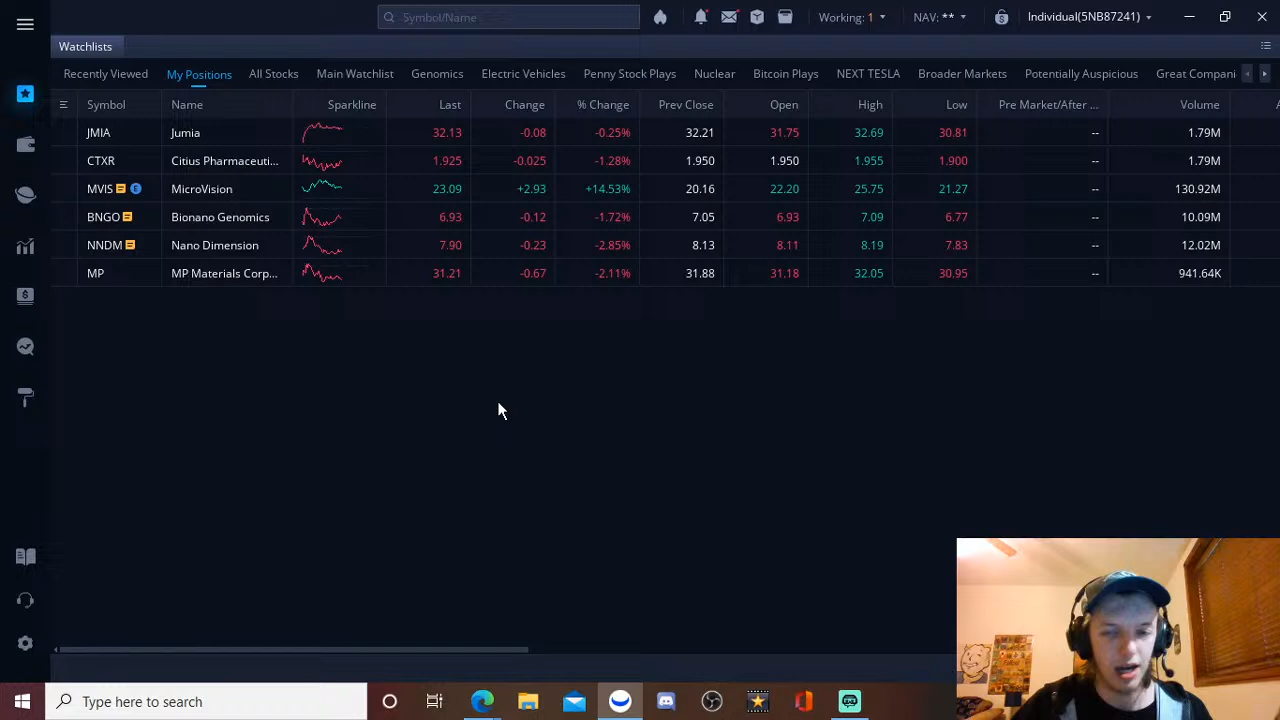 Symbol/Name
Working: 1
NAV: **
Individual(5NB87241)
Watchlists
Recently Viewed My Positions All Stocks Main Watchlist Genomics Electric Vehicles Penny Stock Plays Nuclear Bitcoin Plays NEXT TESLA Broader Markets Potentially Auspicious Great Compani
Symbol Name Sparkline Last Change % Change Prev Close Open High Low Pre Market/After ... Volume
JMIA Jumia 32.13 -0.08 -0.25% 32.21 31.75 32.69 30.81 -- 1.79M
CTXR Citius Pharmaceuti... 1.925 -0.025 -1.28% 1.950 1.950 1.955 1.900 -- 1.79M
MVIS E MicroVision 23.09 +2.93 +14.53% 20.16 22.20 25.75 21.27 -- 130.92M
BNGO Bionano Genomics 6.93 -0.12 -1.72% 7.05 6.93 7.09 6.77 -- 10.09M
NNDM Nano Dimension 7.90 -0.23 -2.85% 8.13 8.11 8.19 7.83 -- 12.02M
MP MP Materials Corp... 31.21 -0.67 -2.11% 31.88 31.18 32.05 30.95 -- 941.64K
Type here to search